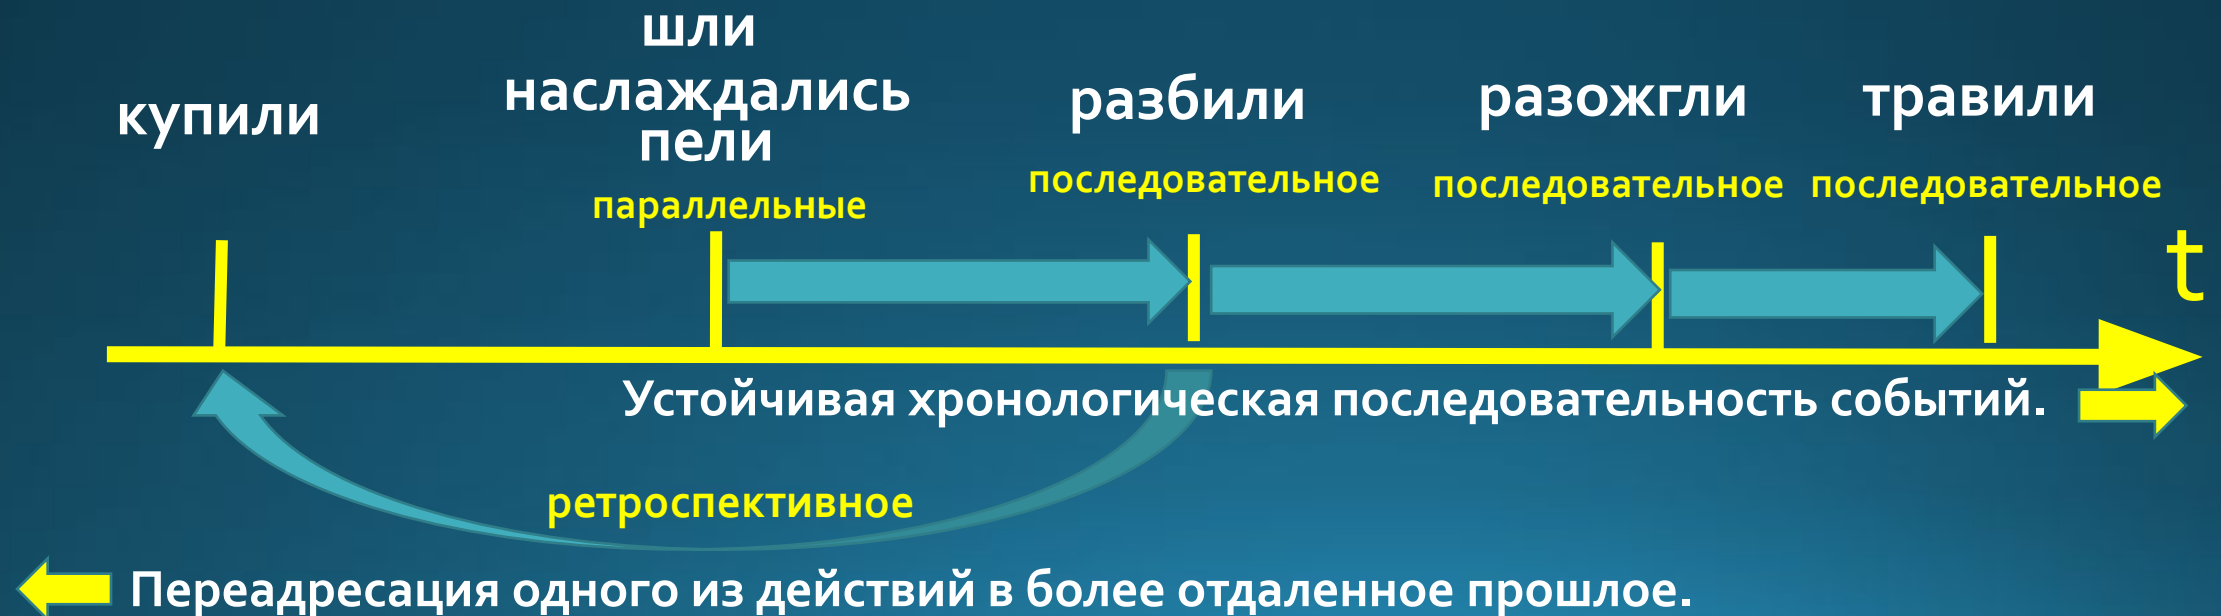 шли
наслаждались
пели
купили
разбили
разожгли
травили
параллельные
последовательное
последовательное
последовательное
t
Устойчивая хронологическая последовательность событий.
ретроспективное
Переадресация одного из действий в более отдаленное прошлое.